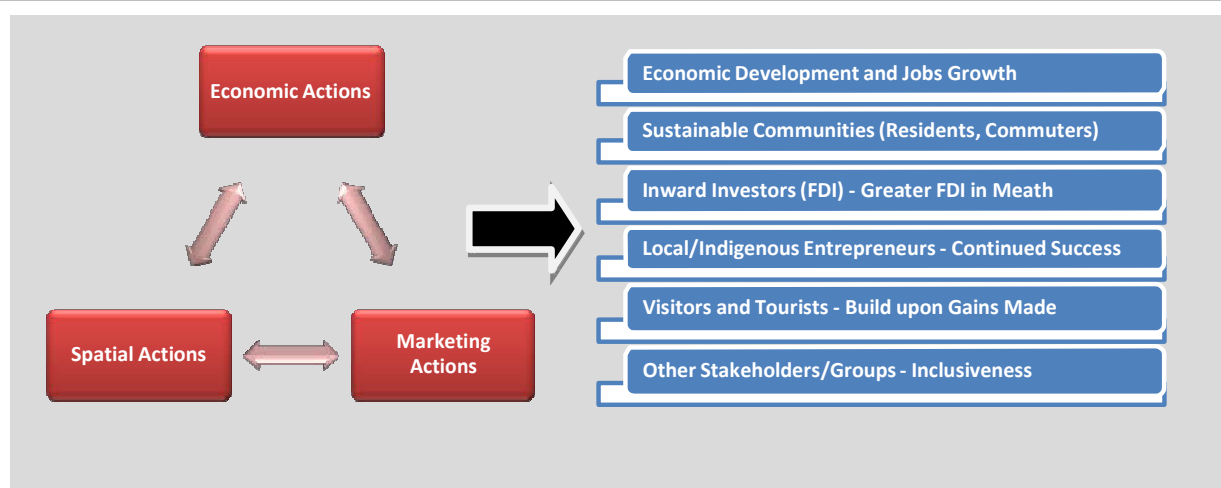 Economic Actions
Spatial Actions
Marketing
Actions
Economic Development and Jobs Growth
Sustainable Communities (Residents, Commuters)
Inward Investors (FDI) - Greater FDI in Meath
Local/Indigenous Entrepreneurs - Continued Success
Visitors and Tourists - Build upon Gains Made
Other Stakeholders/Groups - Inclusiveness